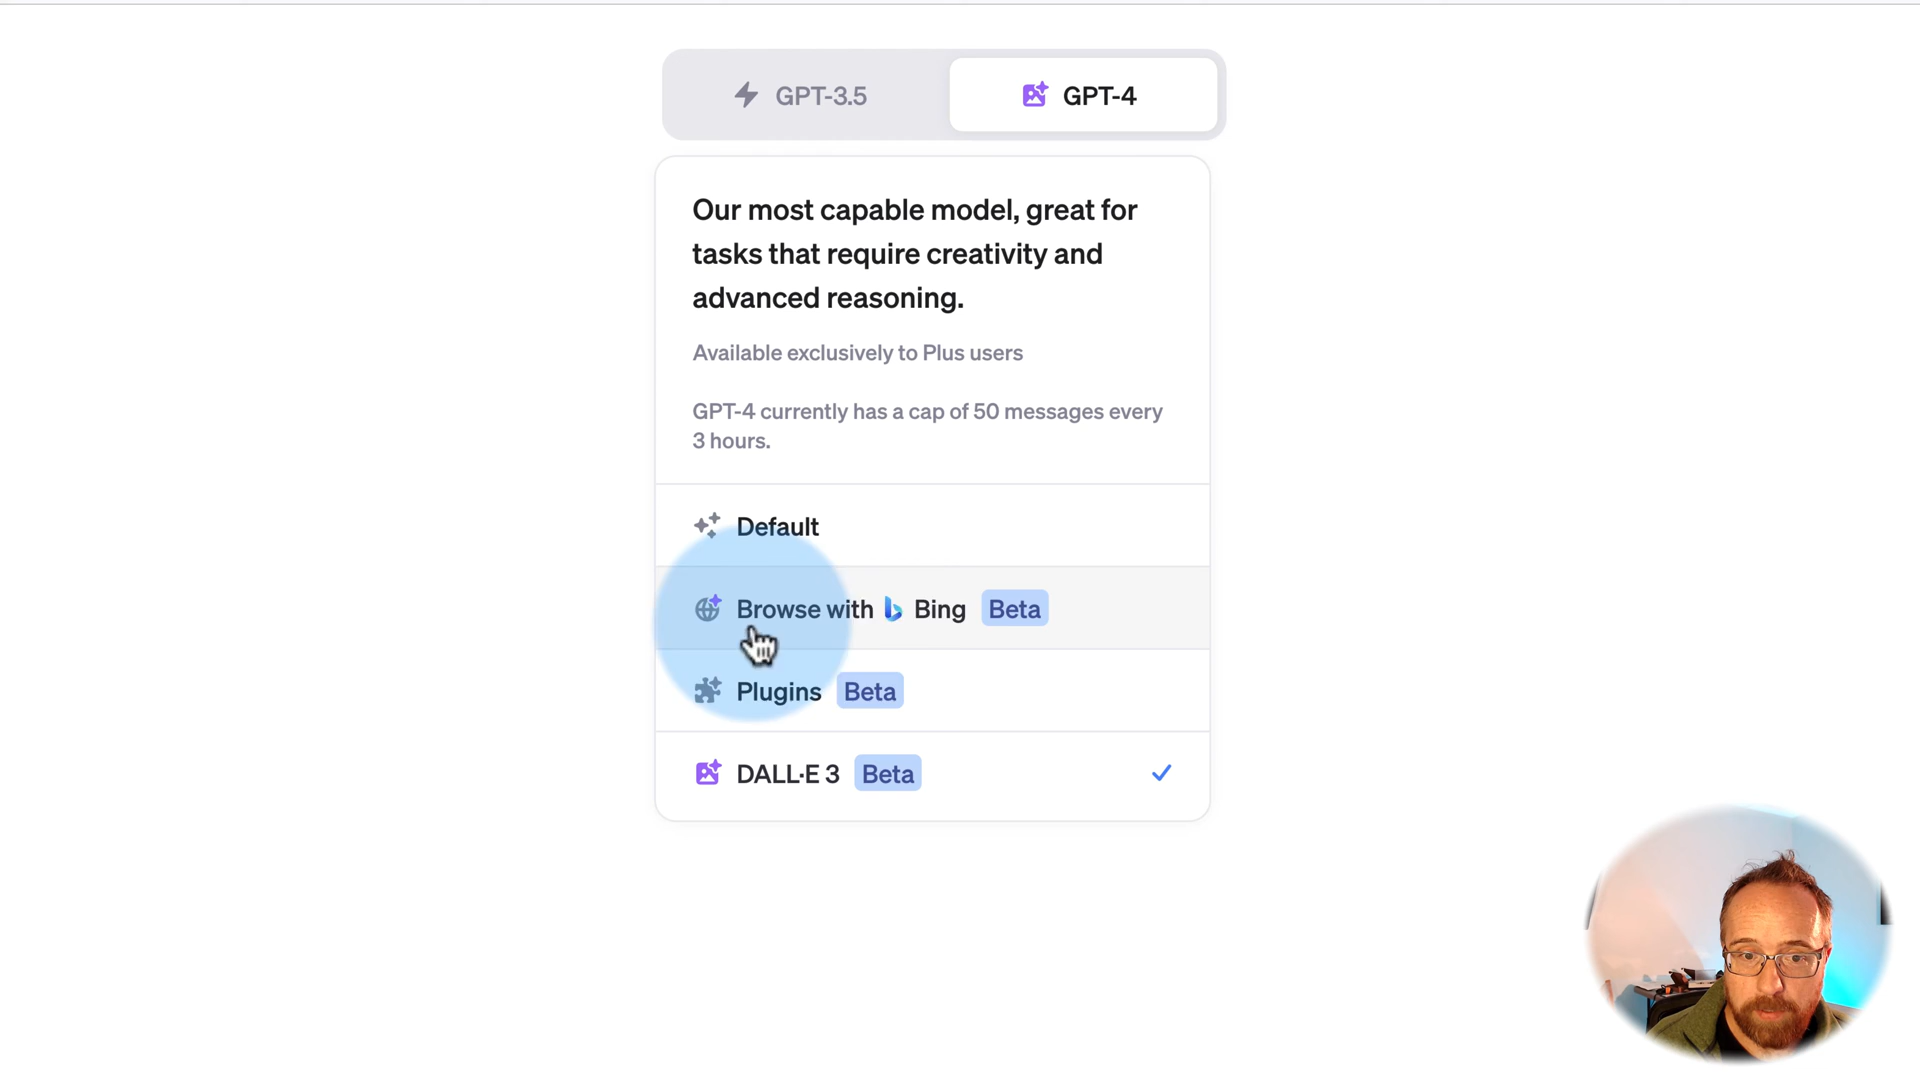 GPT-3.5
GPT-4
Our most capable model, great for
tasks that require creativity and
advanced reasoning.
Available exclusively to Plus users
GPT-4 currently has a cap of 50 messages every
3 hours.
Default
Browse with Bing Beta
Plugins Beta
DALL·E 3 Beta